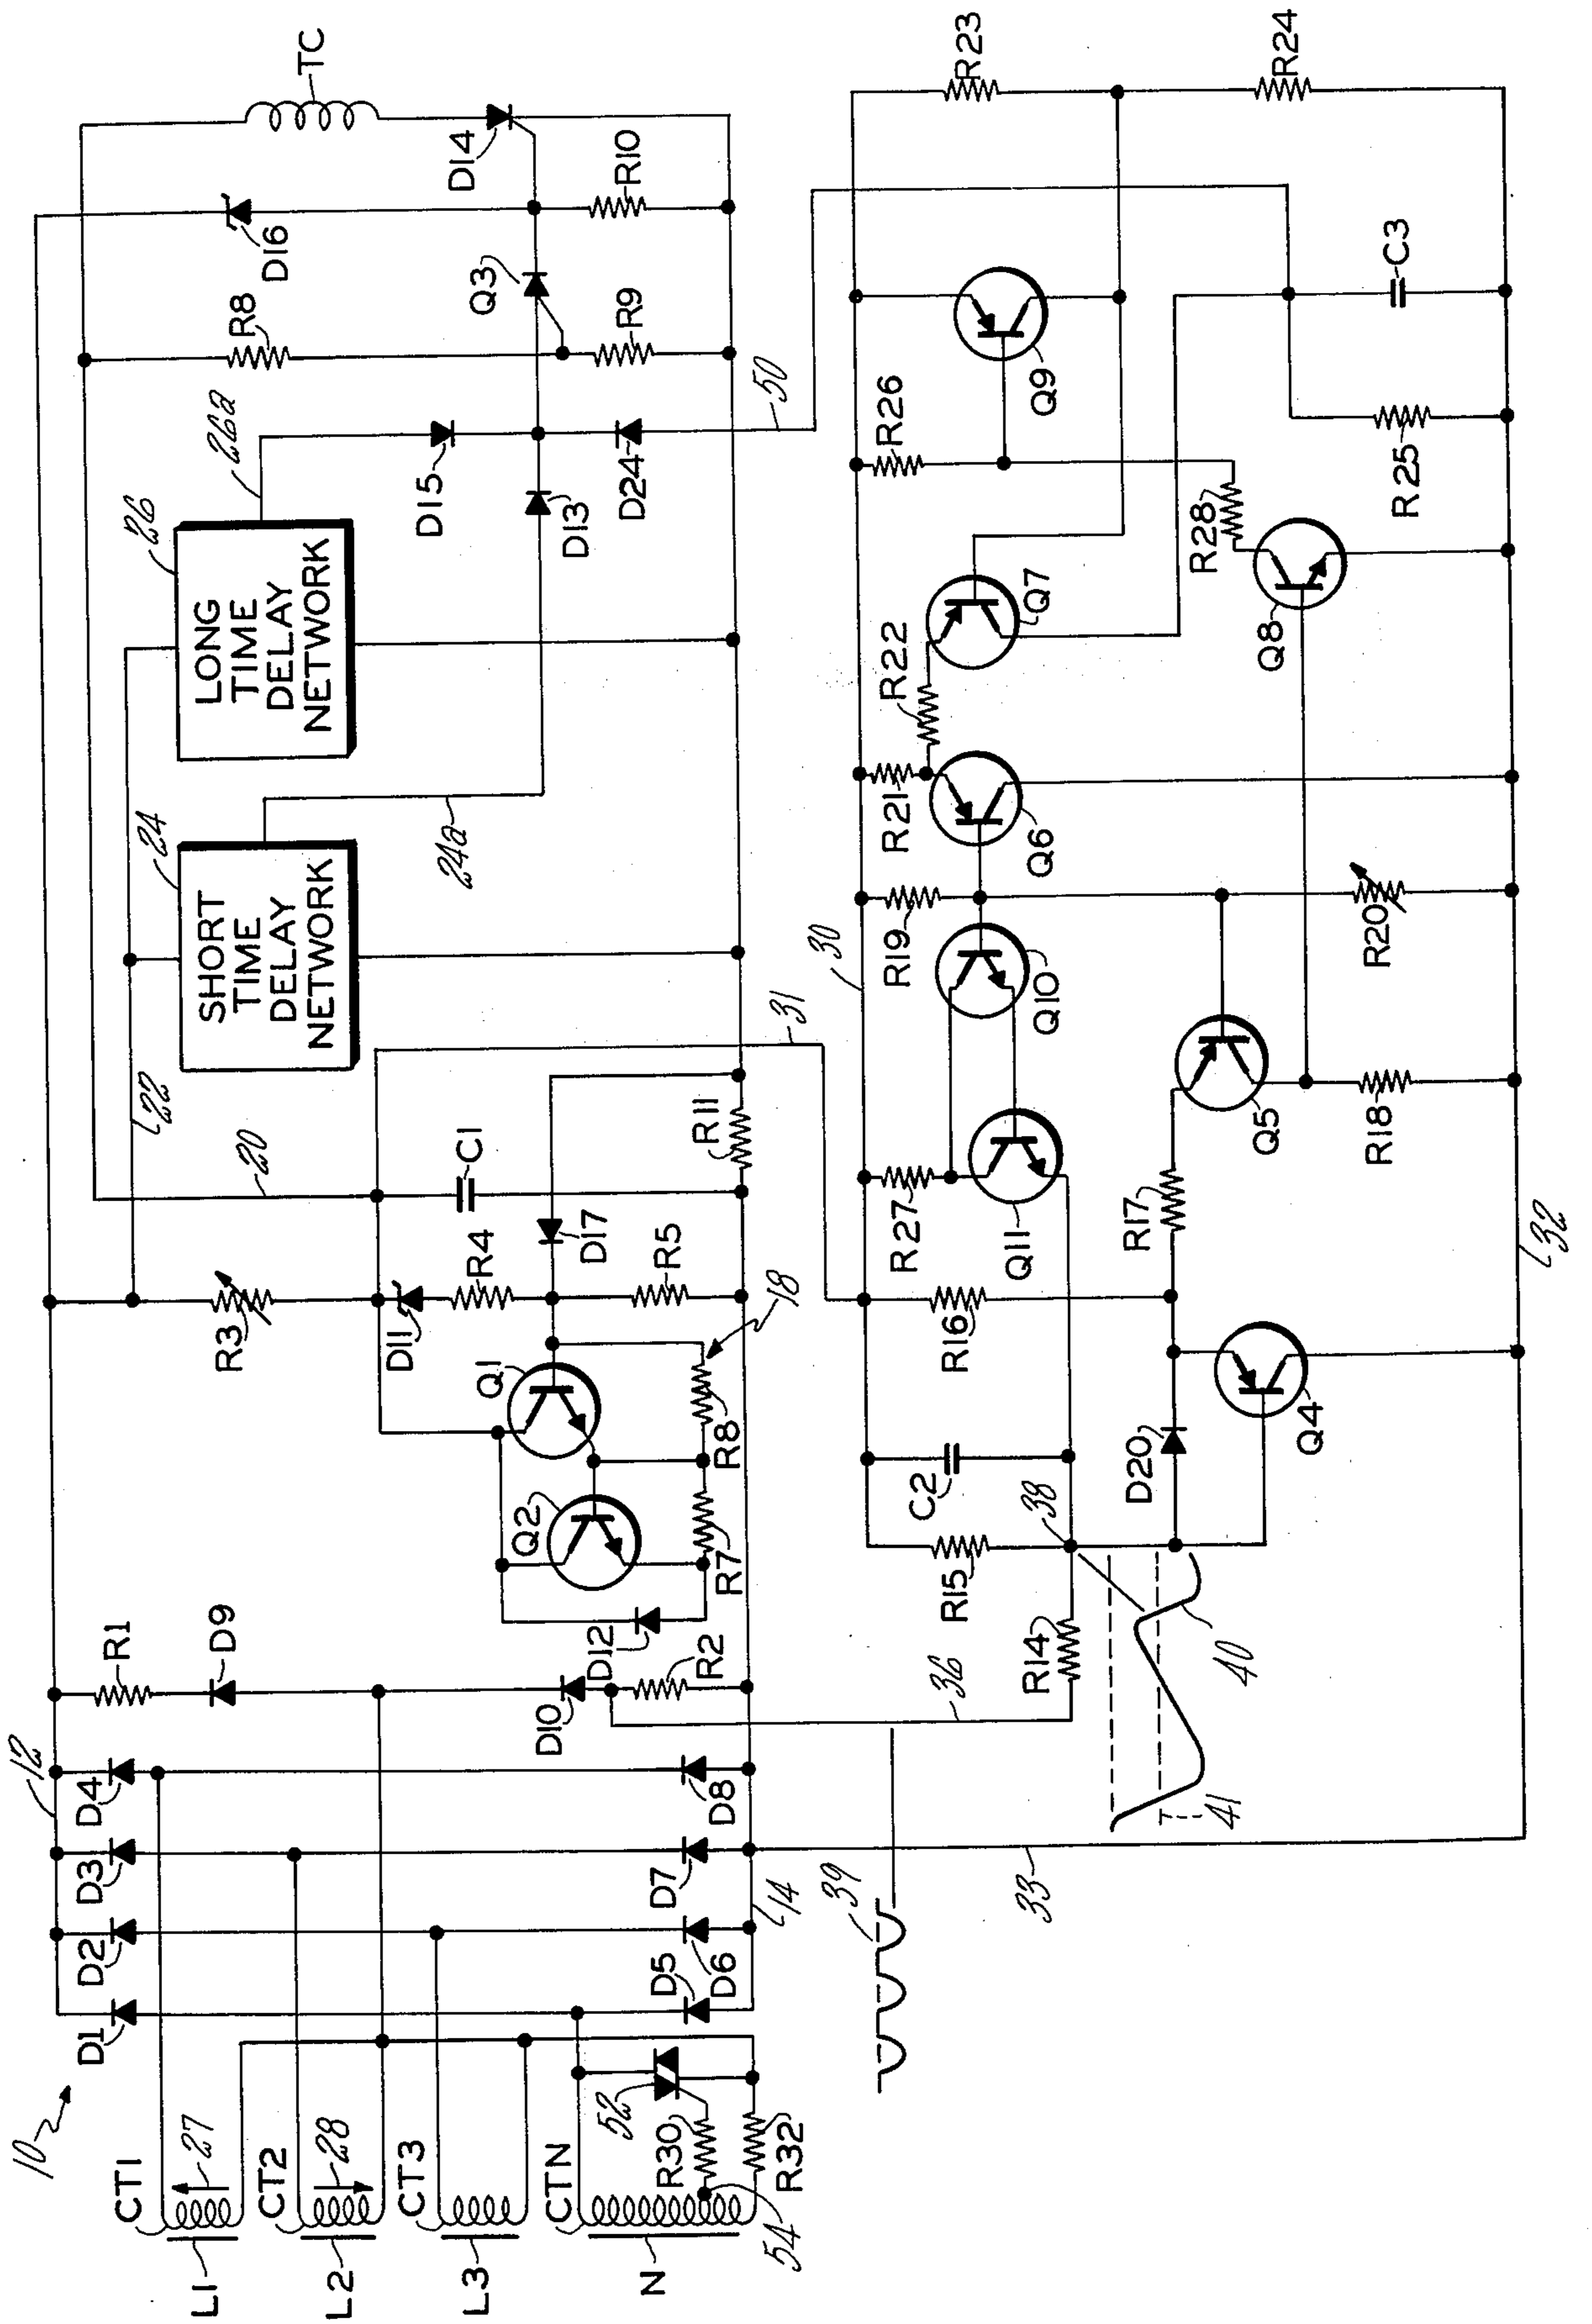 10
CT1
27
L1
CT2
28
L2
CT3
L3
CTN
N
52
R30
54
R32
12
D1
D2
D3
D4
D5
D6
D7
D8
14
33
39
R1
D9
D10
R2
36
D12
Q2
Q1
R7
R8
18
R3
D11
R4
R5
D17
C1
R11
20
22
31
24
SHORT
TIME
DELAY
NETWORK
24a
26
LONG
TIME
DELAY
NETWORK
26a
D15
D13
D24
50
R8
R9
Q3
D16
R10
D14
TC
30
R15
C2
R14
38
40
41
D20
Q4
R16
R17
R27
Q11
Q10
R19
Q5
R18
R20
32
R21
Q6
R22
Q7
Q8
R28
R26
Q9
R25
C3
R23
R24